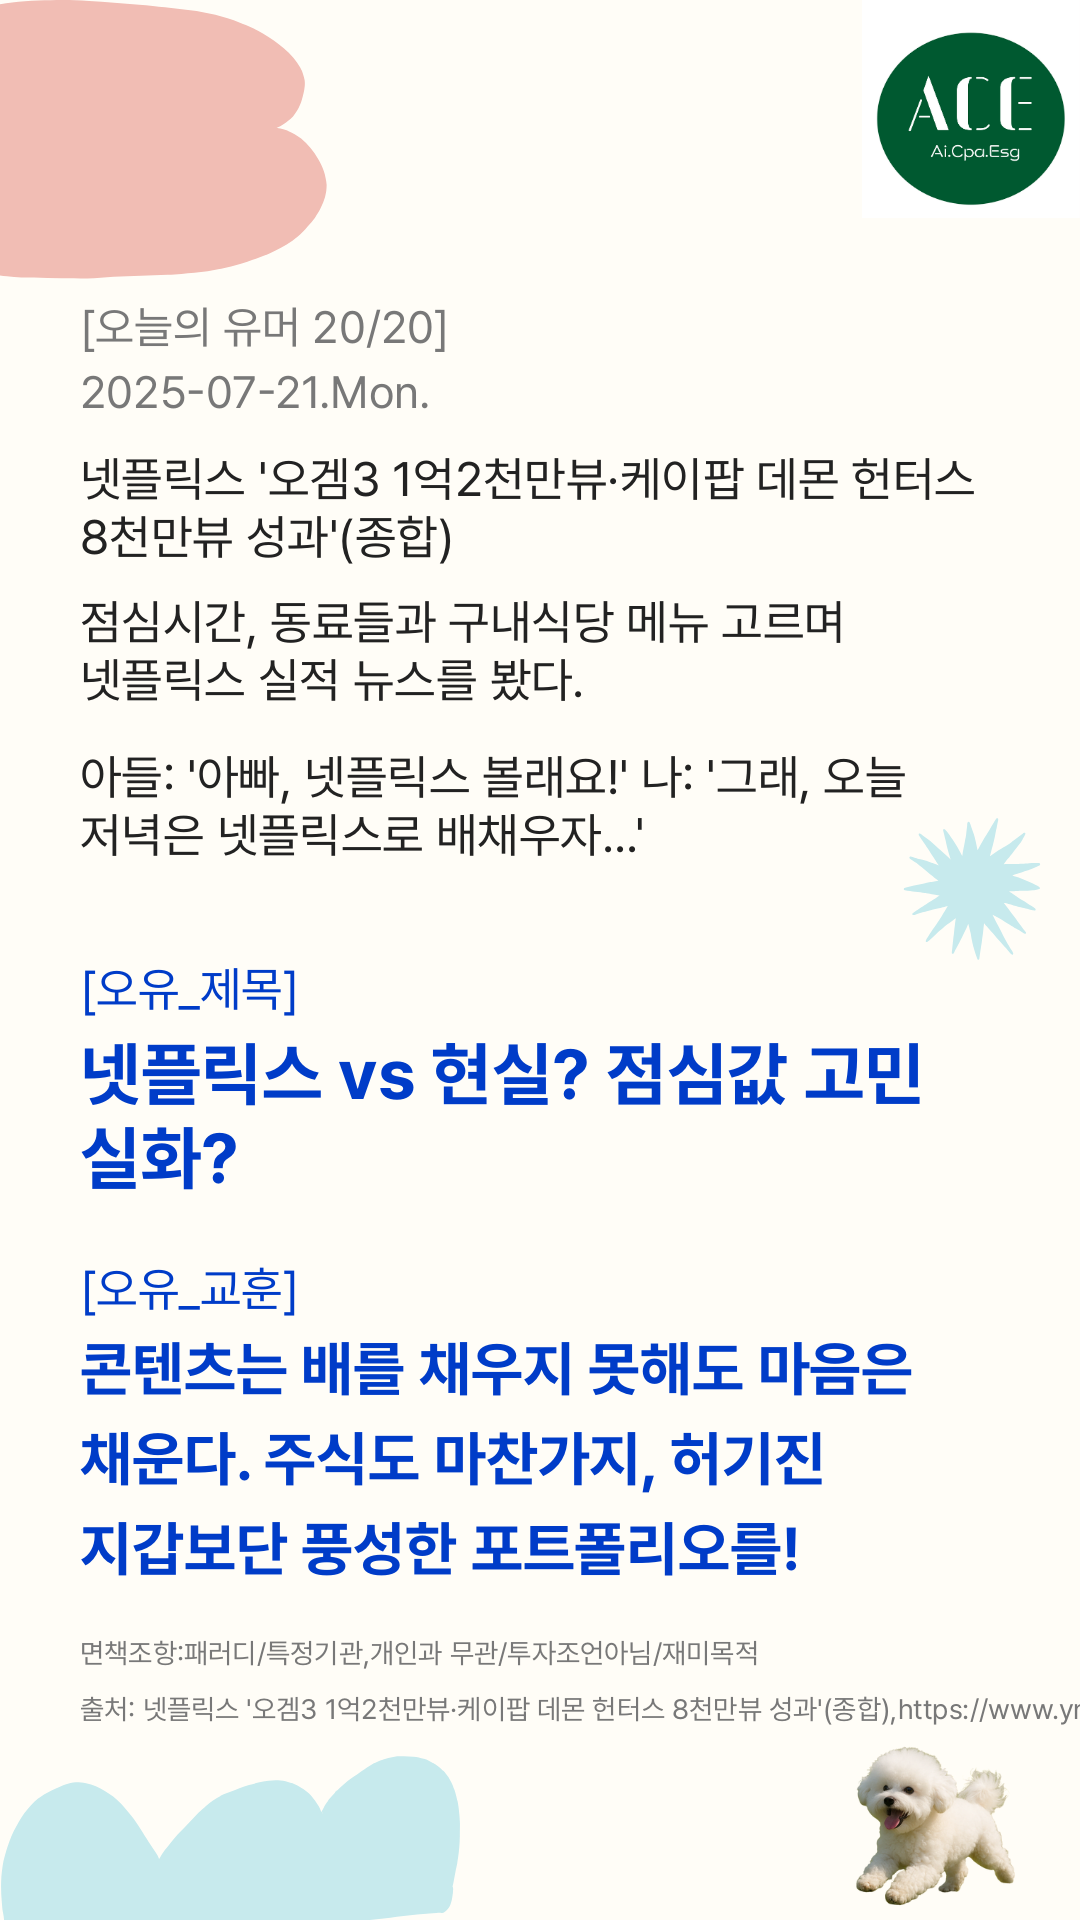 ACE
Ai.Cpa.Esg
[오늘의 유머 20/20]
2025-07-21.Mon.
넷플릭스 '오겜3 1억2천만뷰·케이팝 데몬 헌터스
8천만뷰 성과'(종합)
점심시간, 동료들과 구내식당 메뉴 고르며
넷플릭스 실적 뉴스를 봤다.
아들: '아빠, 넷플릭스 볼래요!' 나: '그래, 오늘
저녁은 넷플릭스로 배채우자...'
[오유_제목]
넷플릭스 vs 현실? 점심값 고민
실화?
[오유_교훈]
콘텐츠는 배를 채우지 못해도 마음은
채운다. 주식도 마찬가지, 허기진
지갑보단 풍성한 포트폴리오를!
면책조항:패러디/특정기관,개인과 무관/투자조언아님/재미목적
출처: 넷플릭스 '오겜3 1억2천만뷰·케이팝 데몬 헌터스 8천만뷰 성과'(종합),https://www.y